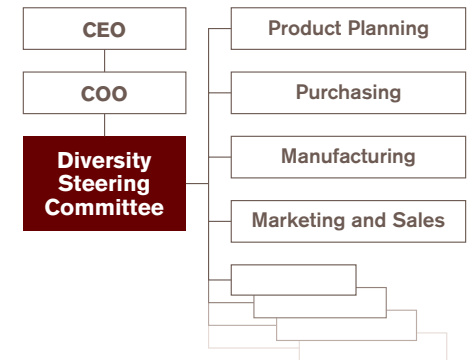 CEO
COO
Diversity
Steering
Committee
Product Planning
Purchasing
Manufacturing
Marketing and Sales